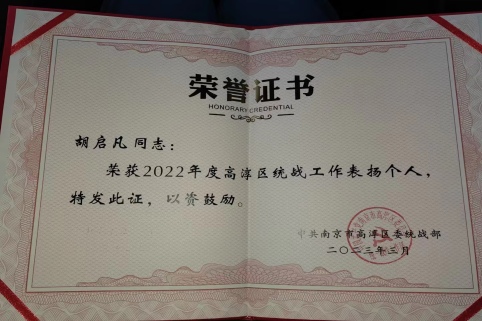 荣誉证书
HONORARY CREDENTIAL
胡启凡同志：
荣获2022年度高淳区统战工作表扬个人，
特发此证，以资鼓励。
中共南京市高淳区委统战部
二〇二三年三月